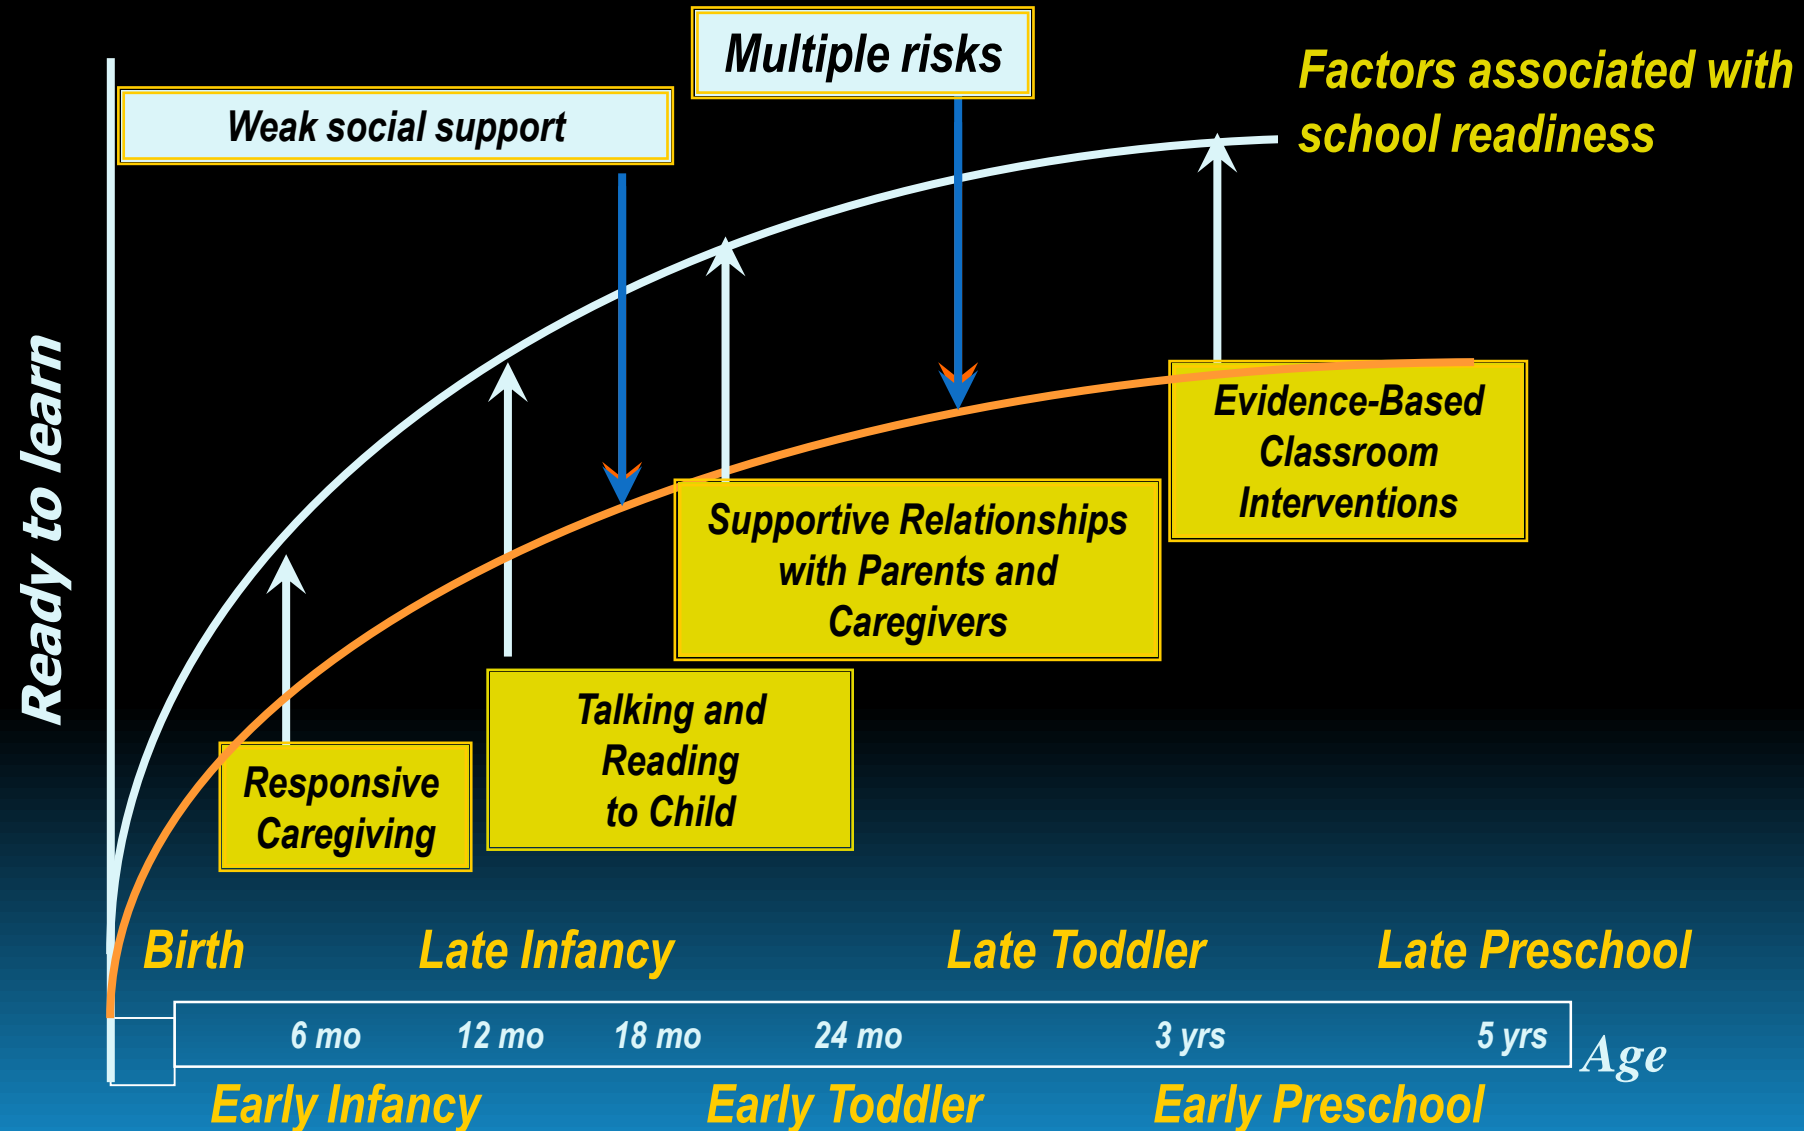 Multiple risks
Factors associated with
school readiness
Weak social support
Ready to learn
Evidence-Based
Classroom
Interventions
Supportive Relationships
with Parents and
Caregivers
Talking and
Reading
to Child
Responsive
Caregiving
Birth
Late Infancy
Late Toddler
Late Preschool
6 mo
12 mo
18 mo
24 mo
3 yrs
5 yrs
Age
Early Infancy
Early Toddler
Early Preschool